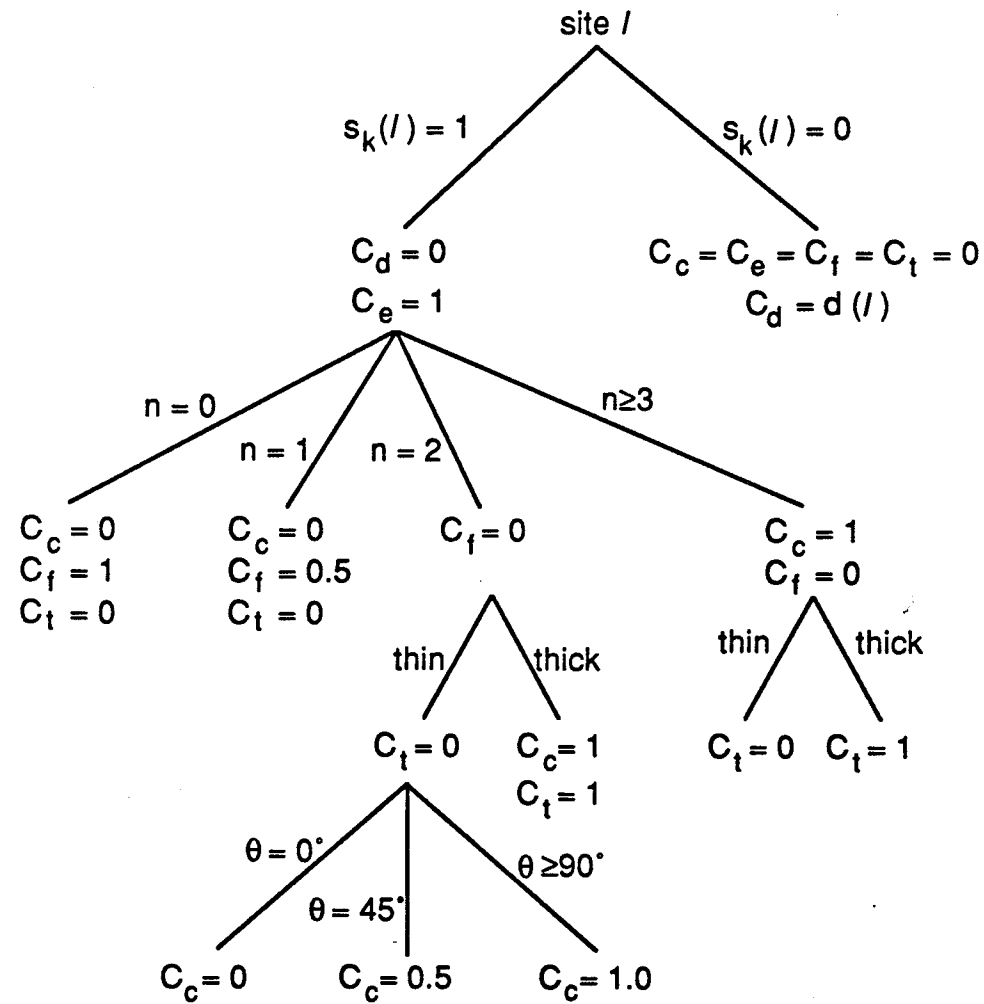 site l
s_k(l) = 1
s_k(l) = 0
C_d = 0
C_e = 1
C_c = C_e = C_f = C_t = 0
C_d = d (l)
n = 0
n = 1
n = 2
n≥3
C_c = 0
C_f = 1
C_t = 0
C_c = 0
C_f = 0.5
C_t = 0
C_f = 0
C_c = 1
C_f = 0
thin
thick
thin
thick
C_t = 0
C_c = 1
C_t = 1
C_t = 0
C_t = 1
θ = 0°
θ = 45°
θ ≥90°
C_c = 0
C_c = 0.5
C_c = 1.0